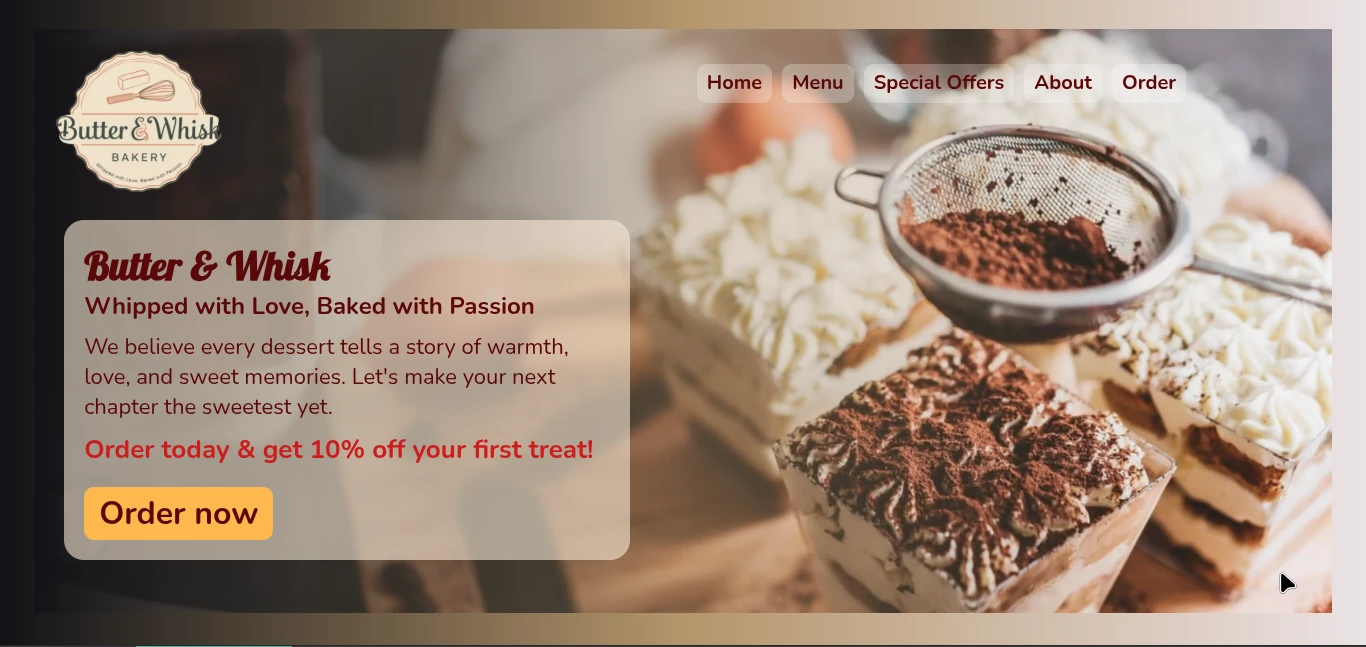 Butter & Whisk
BAKERY
Whipped with Love, Baked with Passion
Home Menu Special Offers About Order
Butter & Whisk
Whipped with Love, Baked with Passion
We believe every dessert tells a story of warmth,
love, and sweet memories. Let's make your next
chapter the sweetest yet.
Order today & get 10% off your first treat!
Order now